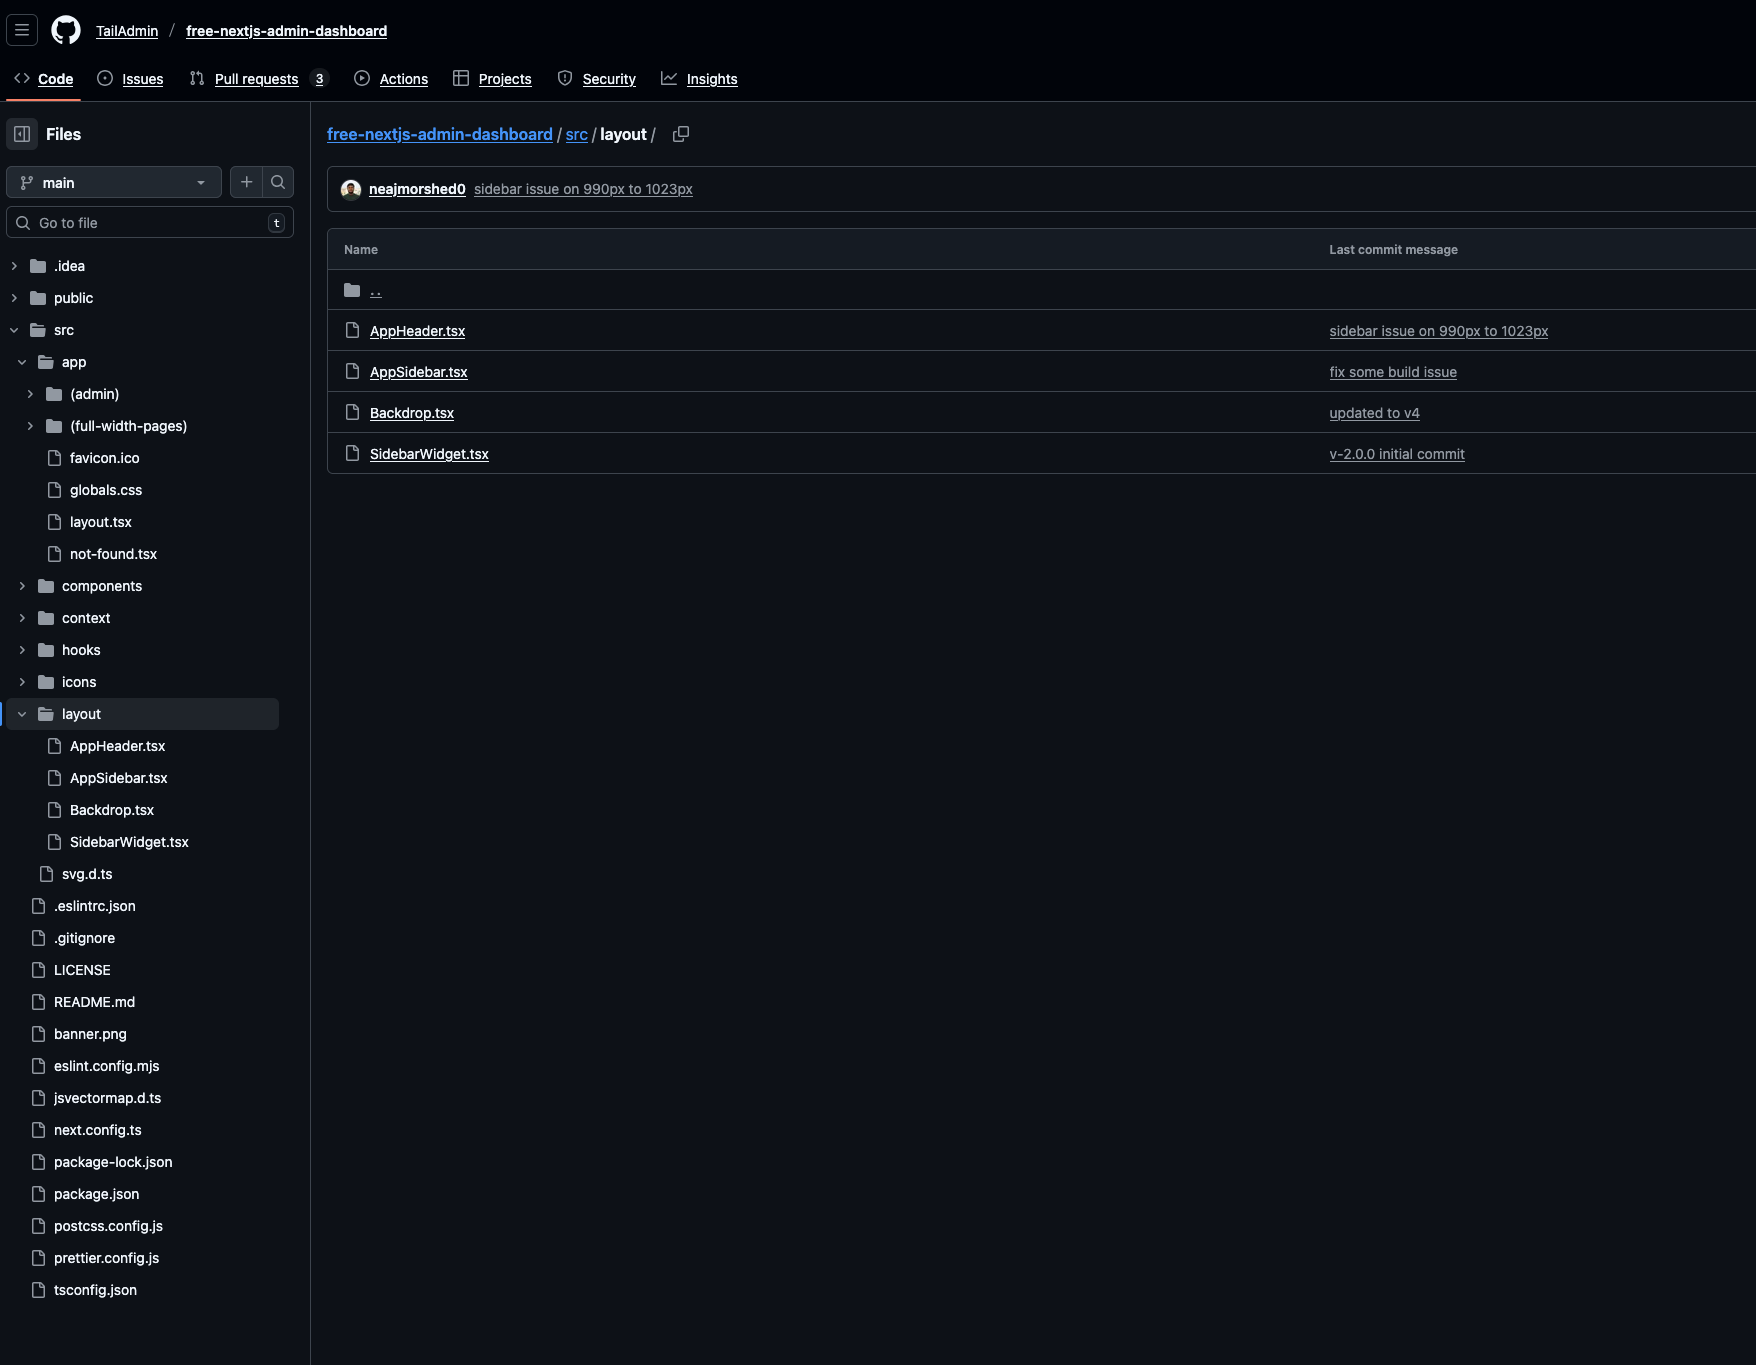 TailAdmin / free-nextjs-admin-dashboard
Code Issues Pull requests 3 Actions Projects Security Insights
Files
main
Go to file t
.idea
public
src
app
(admin)
(full-width-pages)
favicon.ico
globals.css
layout.tsx
not-found.tsx
components
context
hooks
icons
layout
AppHeader.tsx
AppSidebar.tsx
Backdrop.tsx
SidebarWidget.tsx
svg.d.ts
.eslintrc.json
.gitignore
LICENSE
README.md
banner.png
eslint.config.mjs
jsvectormap.d.ts
next.config.ts
package-lock.json
package.json
postcss.config.js
prettier.config.js
tsconfig.json
free-nextjs-admin-dashboard / src / layout /
neajmorshed0 sidebar issue on 990px to 1023px
Name Last commit message
..
AppHeader.tsx sidebar issue on 990px to 1023px
AppSidebar.tsx fix some build issue
Backdrop.tsx updated to v4
SidebarWidget.tsx v-2.0.0 initial commit